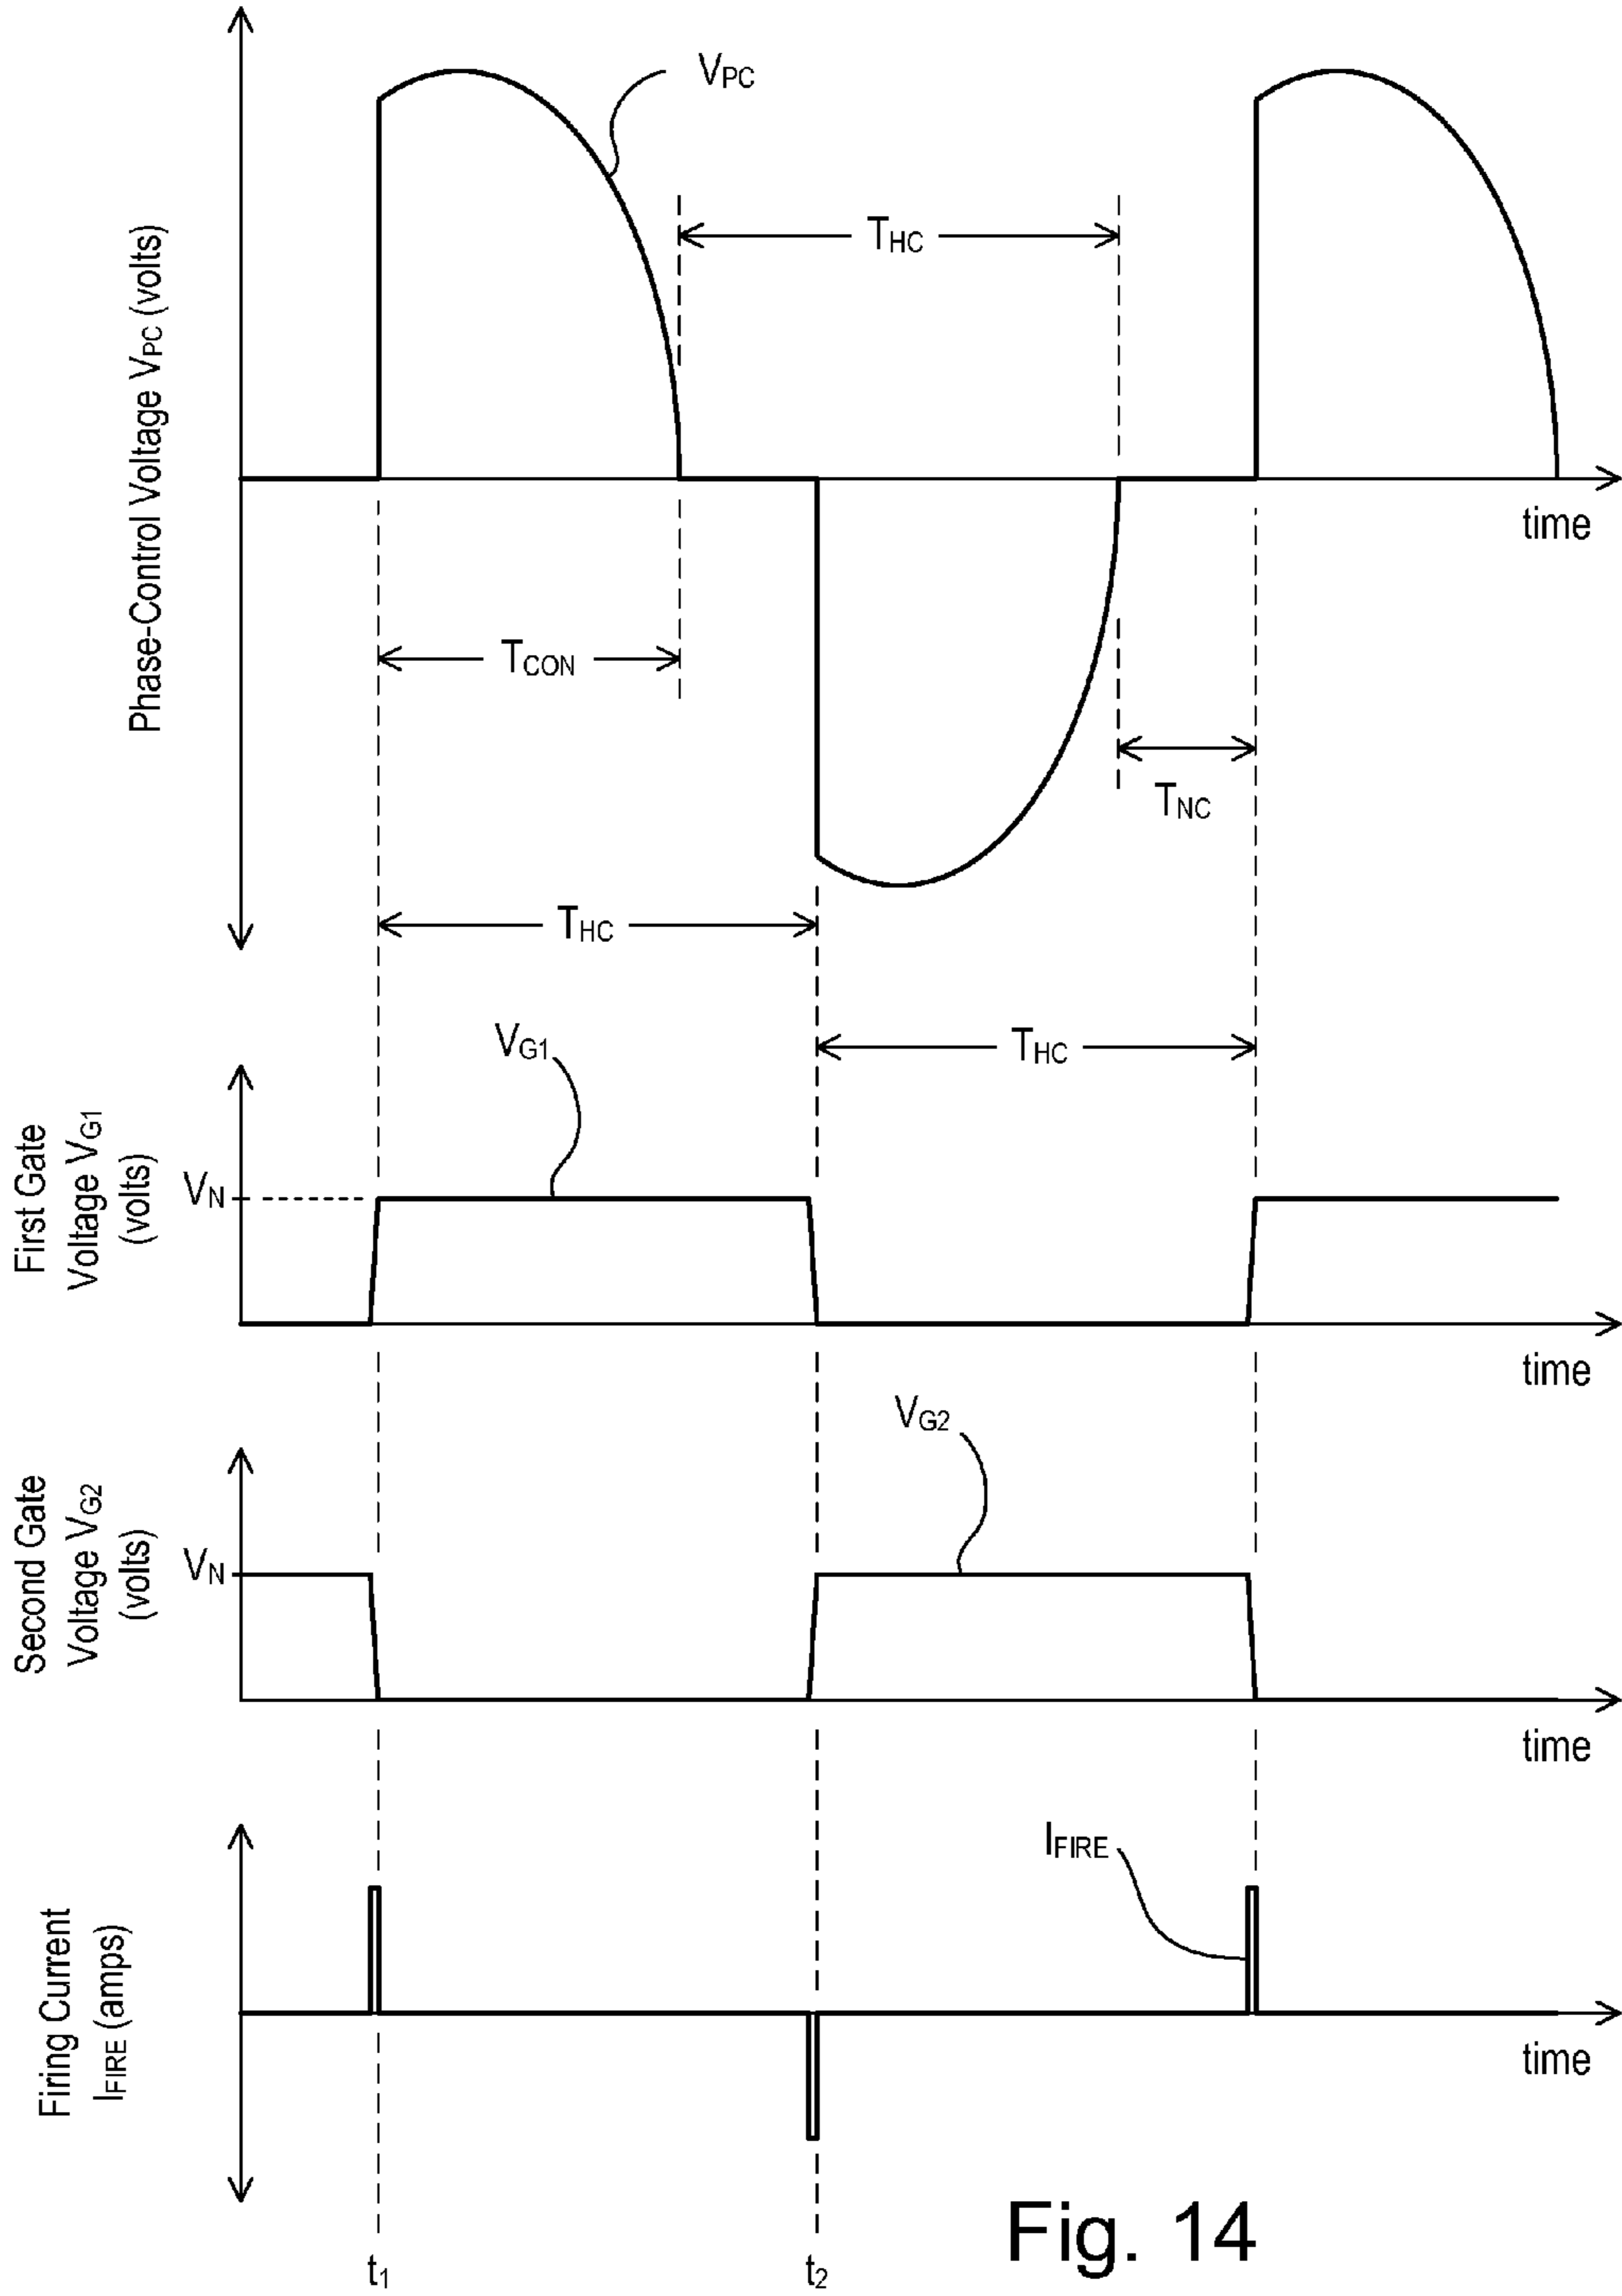 Phase-Control Voltage VPC (volts)
VPC
THC
time
TCON
TNC
THC
THC
First Gate
Voltage VG1
(volts)
VG1
VN
time
Second Gate
Voltage VG2
(volts)
VG2
VN
time
Firing Current
IFIRE (amps)
IFIRE
time
t1
t2
Fig. 14